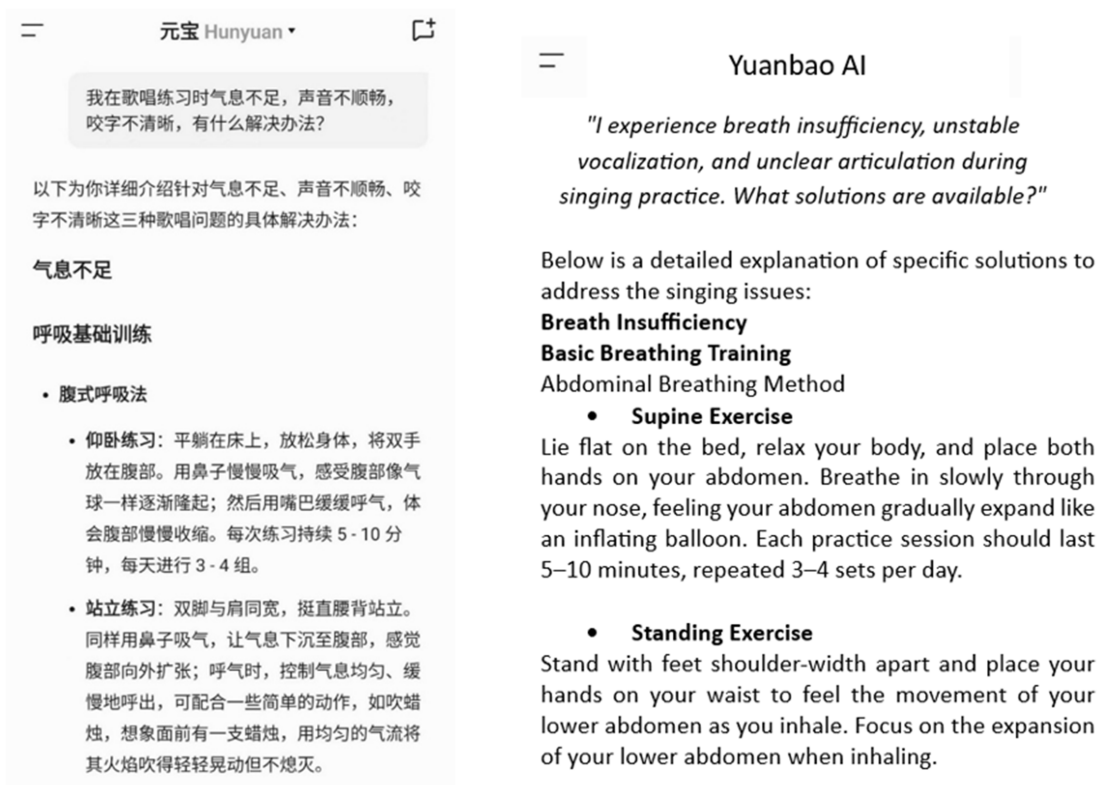 元宝 Hunyuan
我在歌唱练习时气息不足，声音不顺畅，
咬字不清晰，有什么解决办法？
以下为你详细介绍针对气息不足、声音不顺畅、咬
字不清晰这三种歌唱问题的具体解决办法：
气息不足
呼吸基础训练
• 腹式呼吸法
• 仰卧练习：平躺在床上，放松身体，将双手
放在腹部。用鼻子慢慢吸气，感受腹部像气
球一样逐渐隆起；然后用嘴巴缓缓呼气，体
会腹部慢慢收缩。每次练习持续 5 - 10 分
钟，每天进行 3 - 4 组。
• 站立练习：双脚与肩同宽，挺直腰背站立。
同样用鼻子吸气，让气息下沉至腹部，感觉
腹部向外扩张；呼气时，控制气息均匀、缓
慢地呼出，可配合一些简单的动作，如吹蜡
烛，想象面前有一支蜡烛，用均匀的气流将
其火焰吹得轻轻晃动但不熄灭。
Yuanbao AI
"I experience breath insufficiency, unstable
vocalization, and unclear articulation during
singing practice. What solutions are available?"
Below is a detailed explanation of specific solutions to
address the singing issues:
Breath Insufficiency
Basic Breathing Training
Abdominal Breathing Method
• Supine Exercise
Lie flat on the bed, relax your body, and place both
hands on your abdomen. Breathe in slowly through
your nose, feeling your abdomen gradually expand like
an inflating balloon. Each practice session should last
5–10 minutes, repeated 3–4 sets per day.
• Standing Exercise
Stand with feet shoulder-width apart and place your
hands on your waist to feel the movement of your
lower abdomen as you inhale. Focus on the expansion
of your lower abdomen when inhaling.